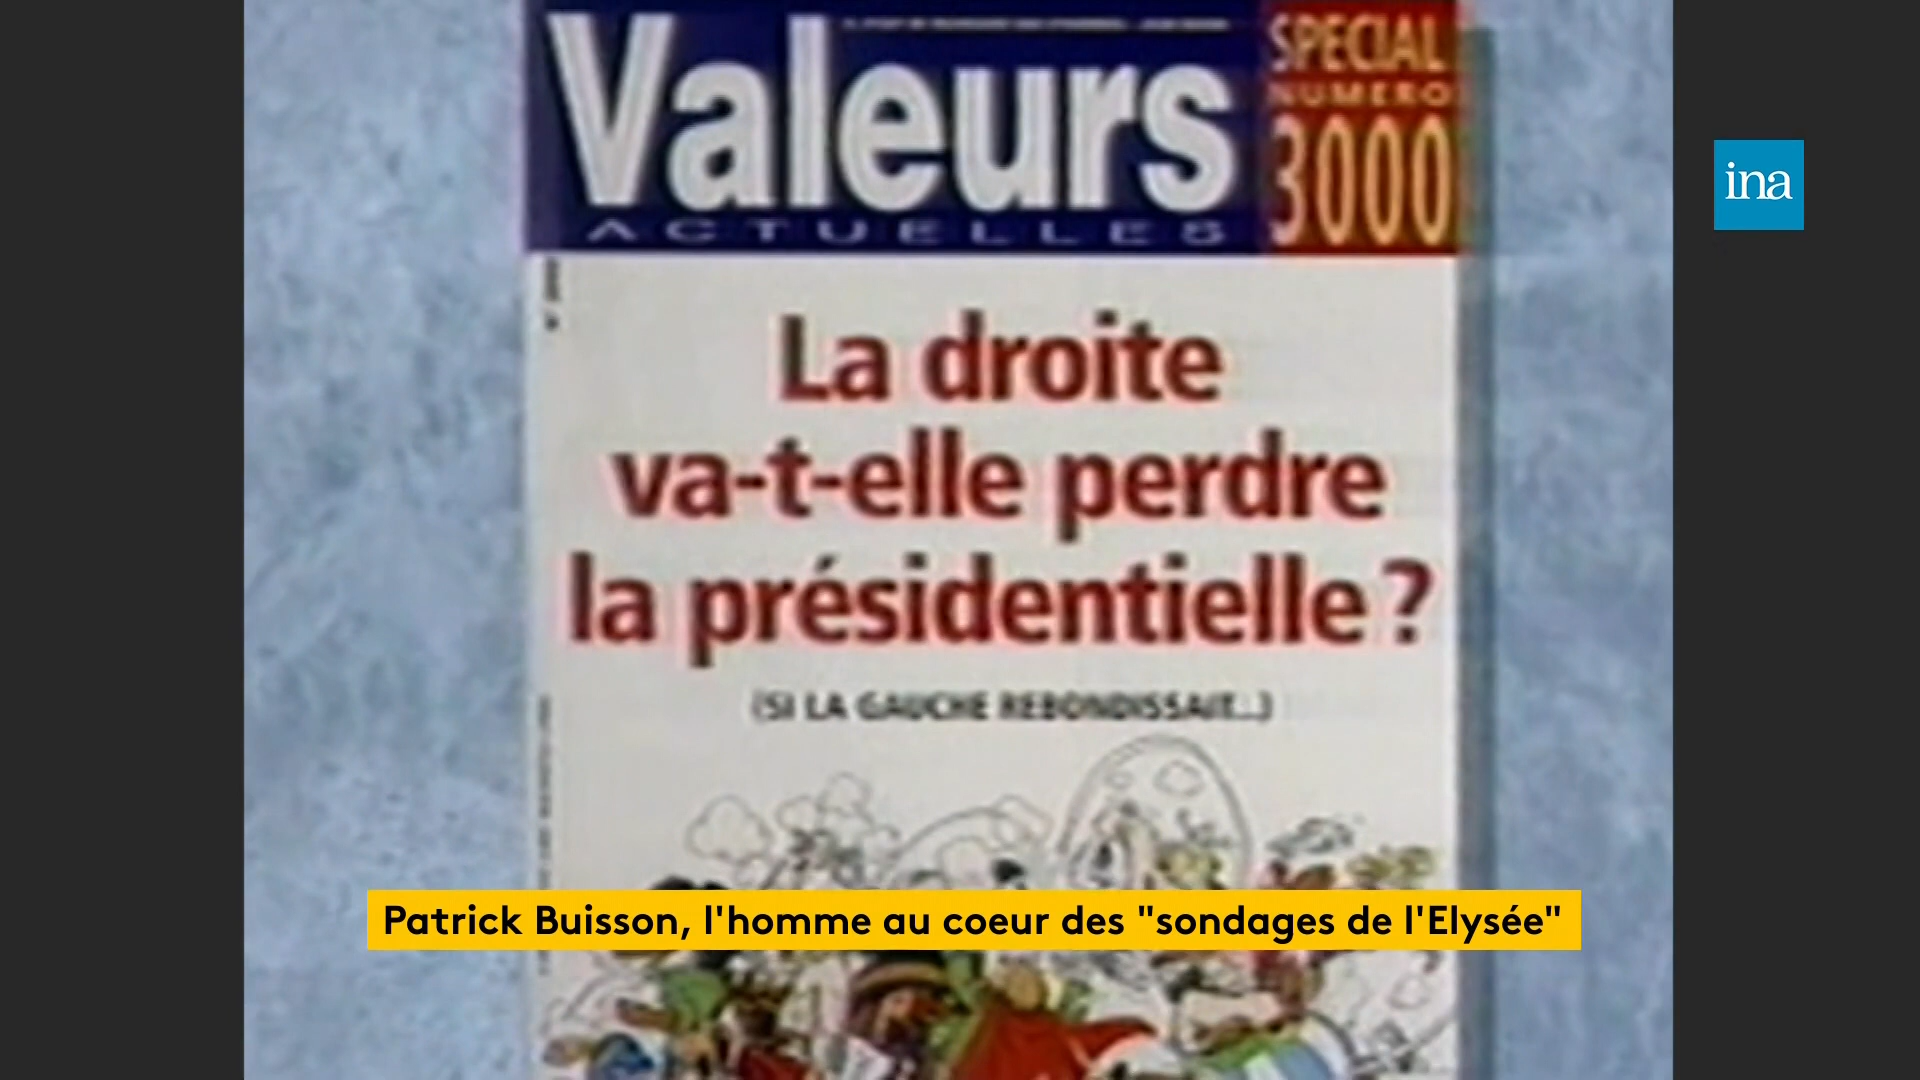 Valeurs
ACTUELLES
SPECIAL
NUMERO
3000
ina
La droite
va-t-elle perdre
la présidentielle ?
(SI LA GAUCHE REBONDISSAIT...)
Patrick Buisson, l'homme au coeur des "sondages de l'Elysée"